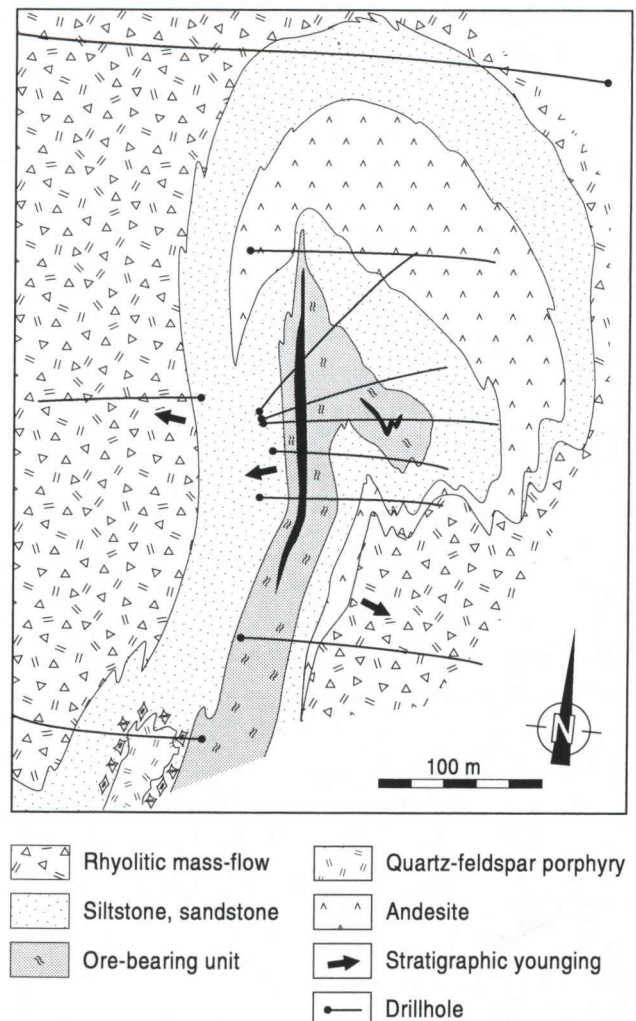 N
100 m
Rhyolitic mass-flow
Quartz-feldspar porphyry
Siltstone, sandstone
Andesite
Ore-bearing unit
Stratigraphic younging
Drillhole